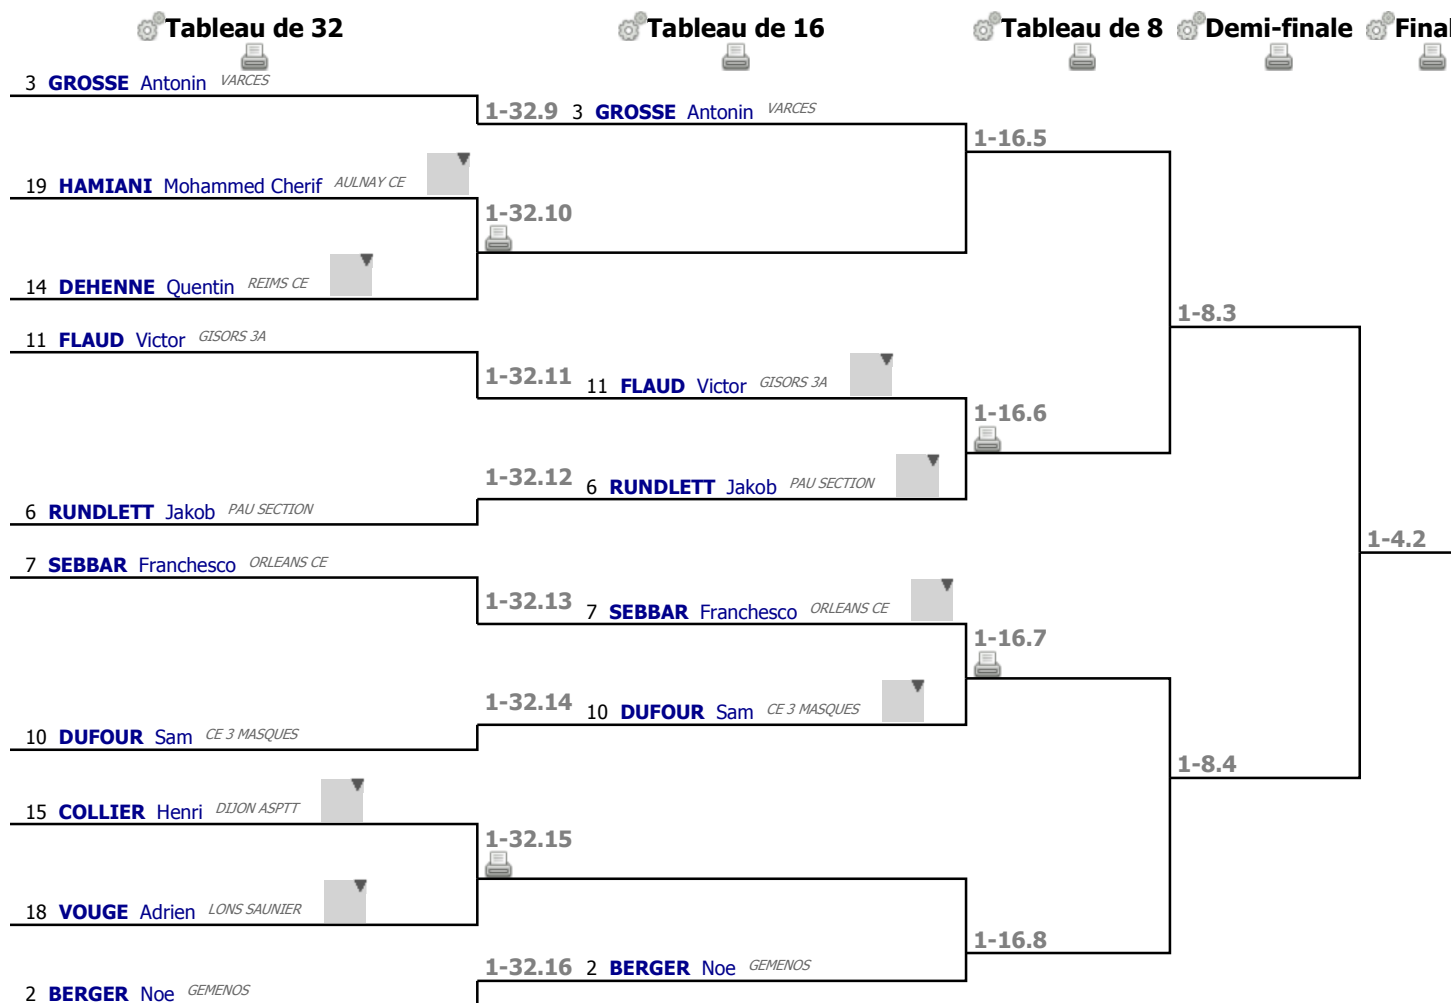 Tableau de 32 Tableau de 16 Tableau de 8 Demi-finale Final
3 GROSSE Antonin VARCES
1-32.9 3 GROSSE Antonin VARCES
1-16.5
19 HAMIANI Mohammed Cherif AULNAY CE
1-32.10
14 DEHENNE Quentin REIMS CE
1-8.3
11 FLAUD Victor GISORS 3A
1-32.11 11 FLAUD Victor GISORS 3A
1-16.6
1-32.12 6 RUNDLETT Jakob PAU SECTION
6 RUNDLETT Jakob PAU SECTION
1-4.2
7 SEBBAR Franchesco ORLEANS CE
1-32.13 7 SEBBAR Franchesco ORLEANS CE
1-16.7
1-32.14 10 DUFOUR Sam CE 3 MASQUES
10 DUFOUR Sam CE 3 MASQUES
1-8.4
15 COLLIER Henri DIJON ASPTT
1-32.15
18 VOUGE Adrien LONS SAUNIER
1-16.8
1-32.16 2 BERGER Noe GEMENOS
2 BERGER Noe GEMENOS